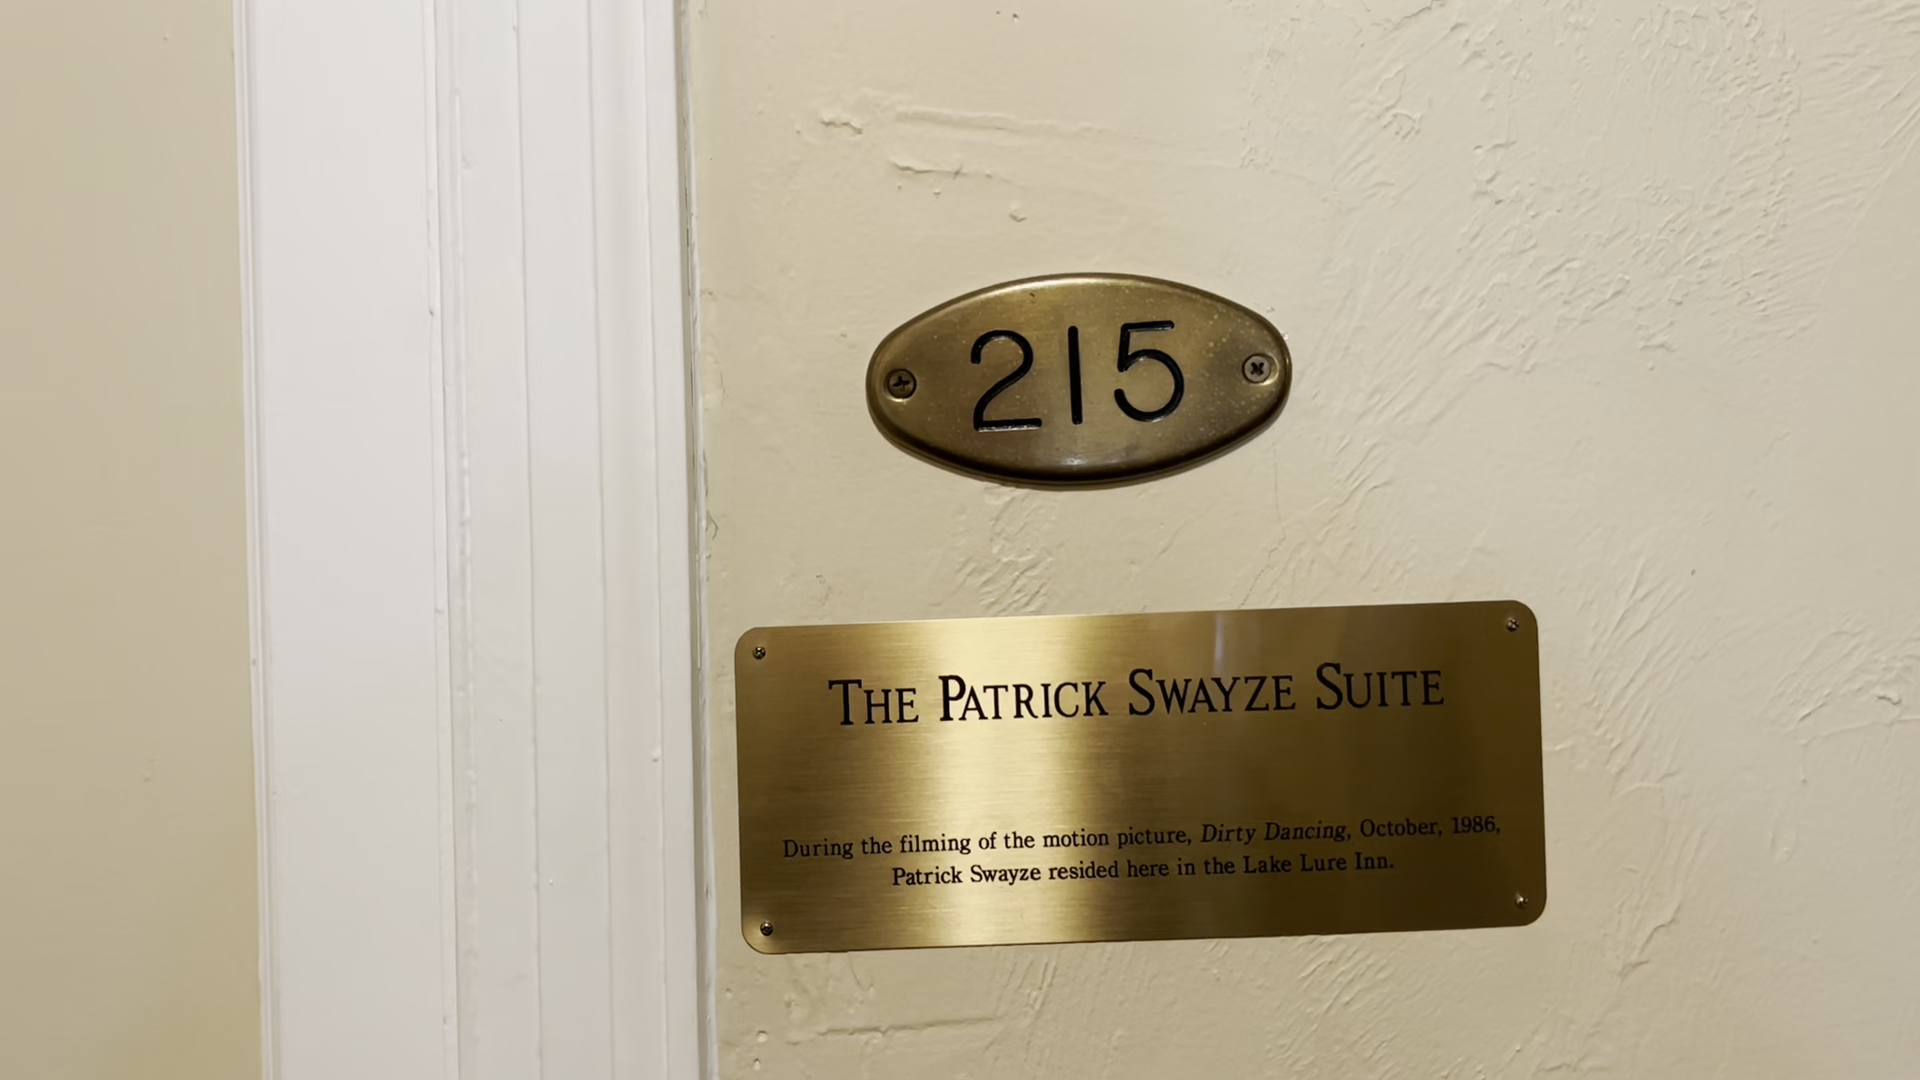 215
The Patrick Swayze Suite
During the filming of the motion picture, Dirty Dancing, October, 1986,
Patrick Swayze resided here in the Lake Lure Inn.